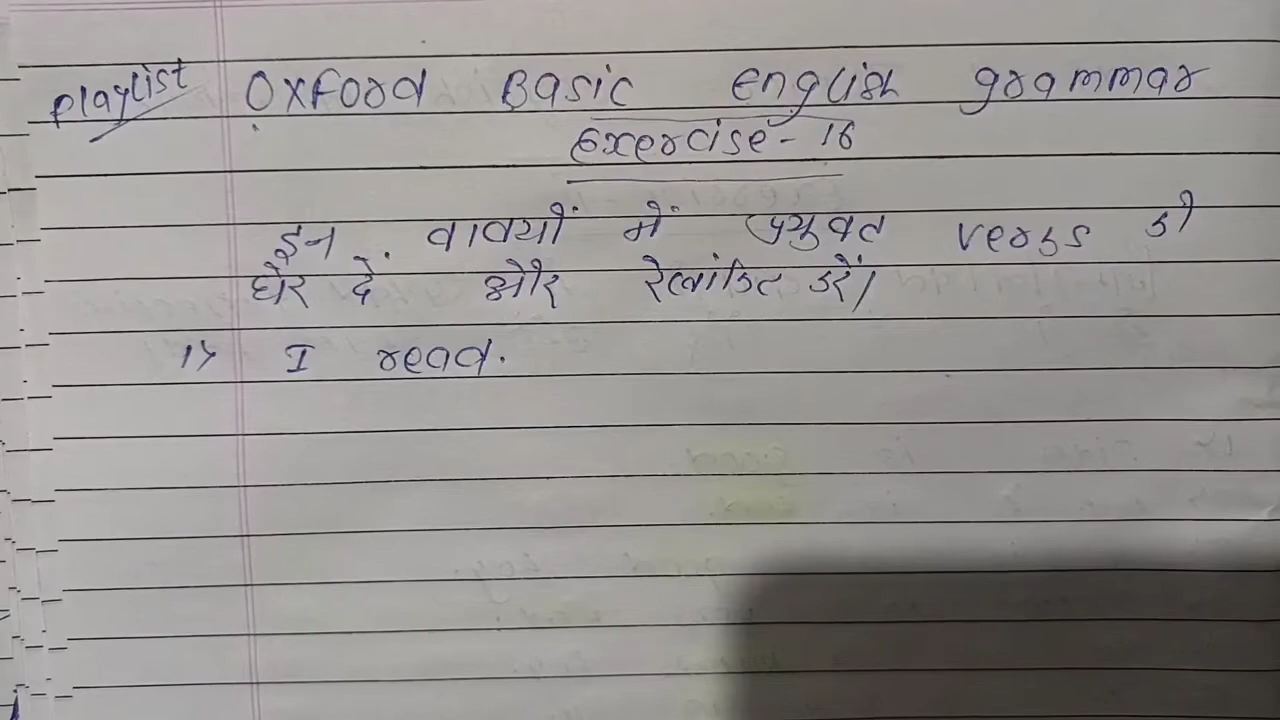 Playlist Oxford Basic English grammar
Exercise - 16
इन वाक्यों में प्रयुक्त verbs को
घेर दें और रेखांकित करें।
1> I read.